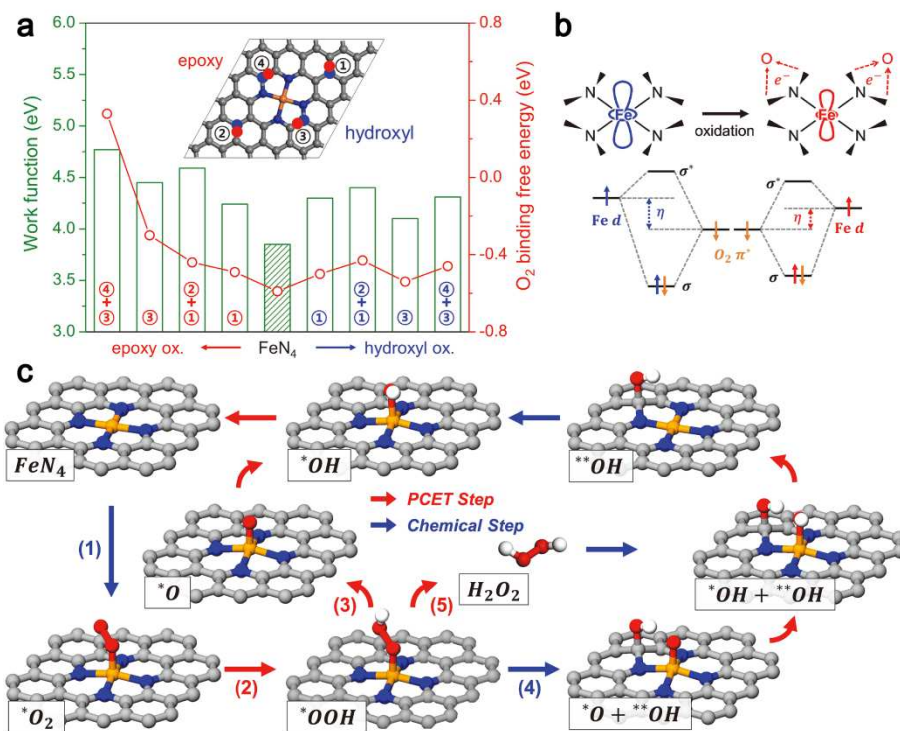 a
Work function (eV)
6.0
5.5
5.0
4.5
4.0
3.5
3.0
epoxy
hydroxyl
④
①
②
③
O₂ binding free energy (eV)
0.8
0.4
0.0
-0.4
-0.8
④
+
③
③
②
+
①
①
①
②
+
①
③
④
+
③
epoxy ox.
FeN₄
hydroxyl ox.
b
N
N
N
N
Fe
oxidation
O
O
e⁻
e⁻
N
N
N
N
Fe
σ*
Fe d
η
σ
O₂ π*
σ*
η
Fe d
σ
c
FeN₄
*OH
**OH
PCET Step
Chemical Step
(1)
*O
(3)
(5)
H₂O₂
*OH + **OH
*O₂
(2)
*OOH
(4)
*O + **OH